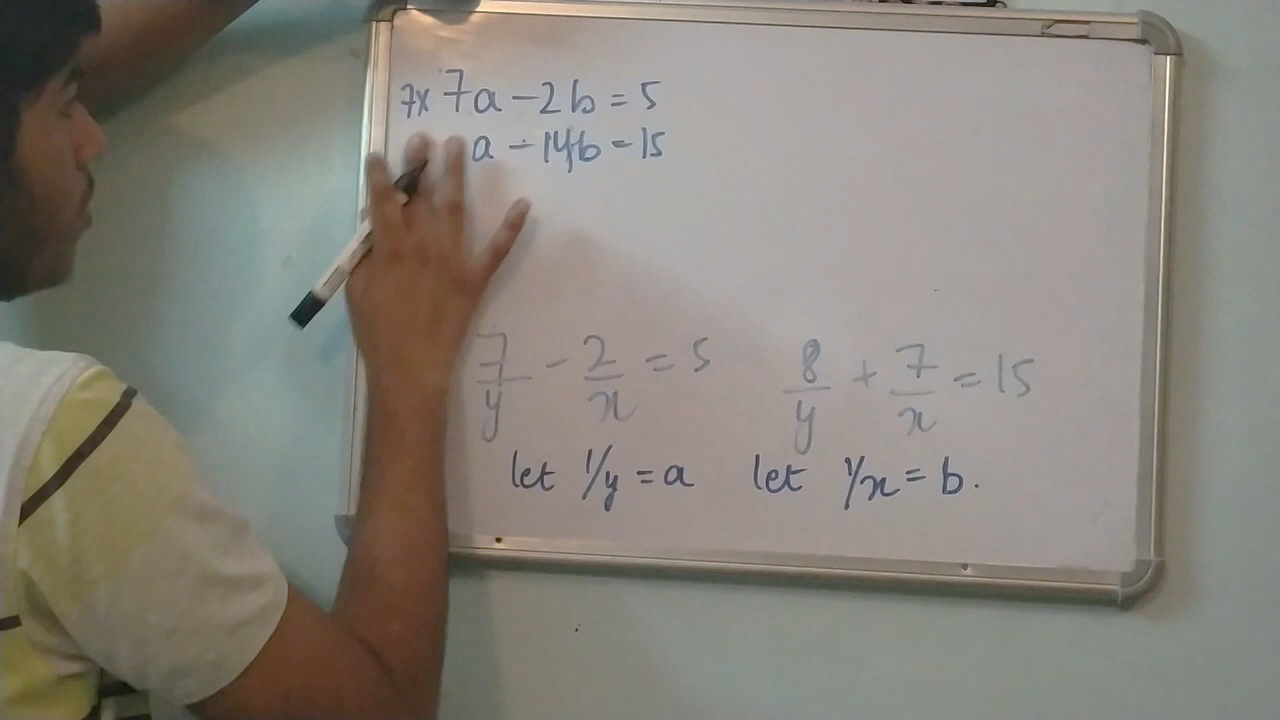 7x 7a - 2b = 5
a - 14b = 15
7/y - 2/x = 5 8/y + 7/x = 15
let 1/y = a let 1/x = b.